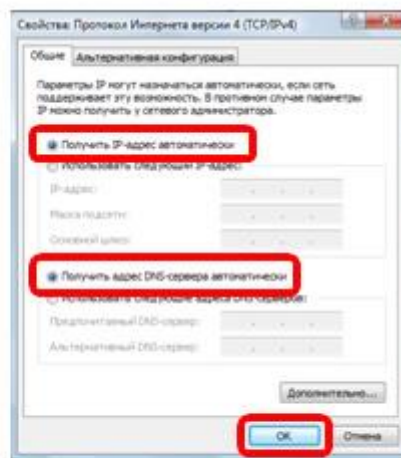 Свойства: Протокол Интернета версии 4 (TCP/IPv4)
Общие Альтернативная конфигурация
Параметры IP могут назначаться автоматически, если сеть
поддерживает эту возможность. В противном случае параметры
IP можно получить у сетевого администратора.
Получить IP-адрес автоматически
Использовать следующий IP-адрес:
IP-адрес:
Маска подсети:
Основной шлюз:
Получить адрес DNS-сервера автоматически
Использовать следующие адреса DNS-серверов:
Предпочитаемый DNS-сервер:
Альтернативный DNS-сервер:
Дополнительно...
ОК Отмена